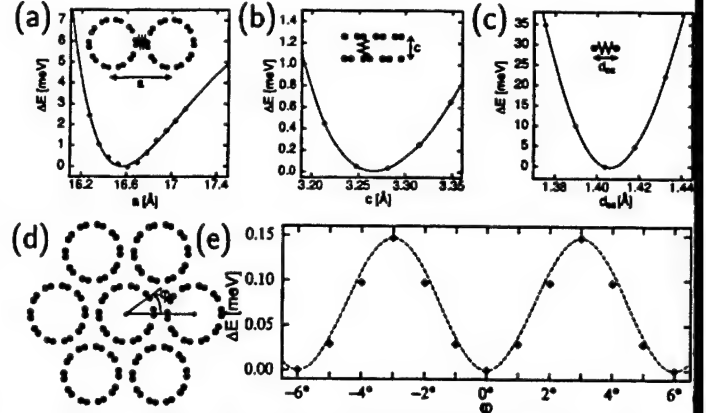 (a)
ΔE [meV]
7
6
5
4
3
2
1
0
a
16.2
16.6
17
17.4
a [Å]
(b)
ΔE [meV]
1.4
1.2
1.0
0.8
0.6
0.4
0.2
0.0
c
3.20
3.25
3.30
3.35
c [Å]
(c)
ΔE [meV]
35
30
25
20
15
10
5
0
d_cc
1.38
1.40
1.42
1.44
d_cc [Å]
(d)
φ
(e)
ΔE [meV]
0.15
0.10
0.05
0.00
−6°
−4°
−2°
0°
2°
4°
6°
φ